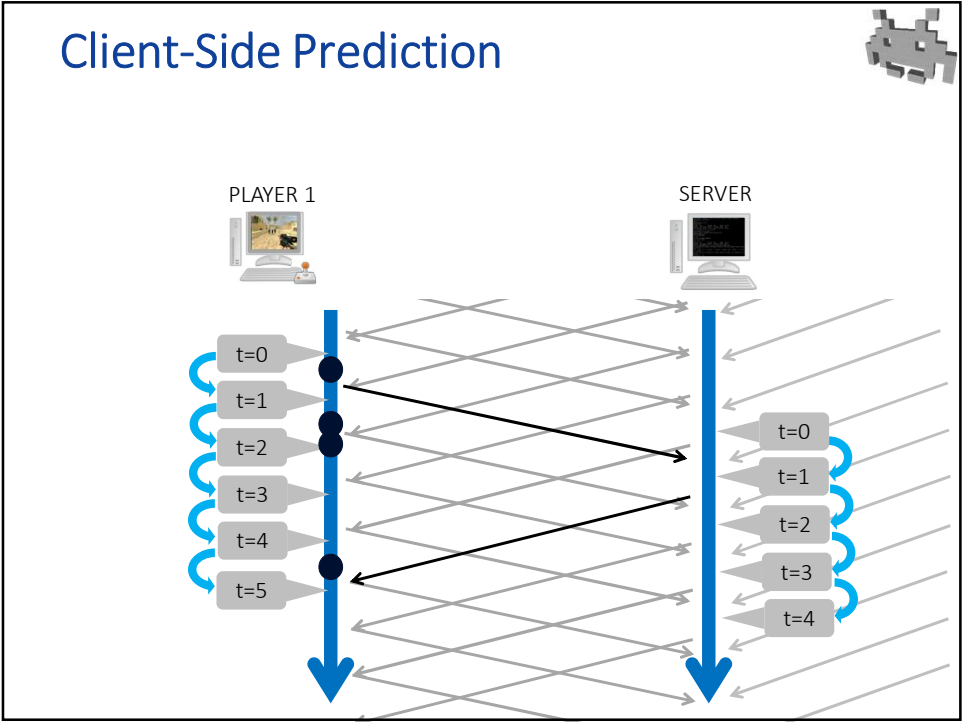 Client-Side Prediction
PLAYER 1
SERVER
t=0
t=1
t=2
t=3
t=4
t=5
t=0
t=1
t=2
t=3
t=4